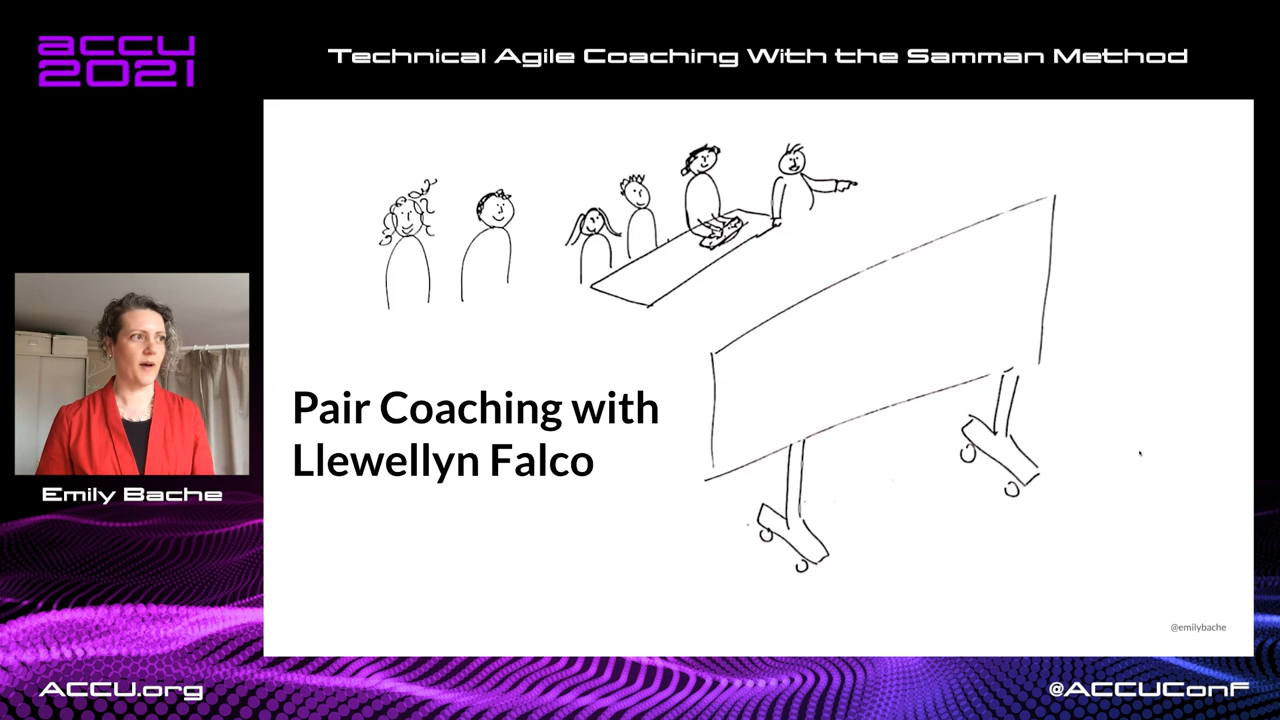 ACCU
2021
Technical Agile Coaching With the Samman Method
Pair Coaching with
Llewellyn Falco
Emily Bache
@emilybache
ACCU.org
@ACCUConf